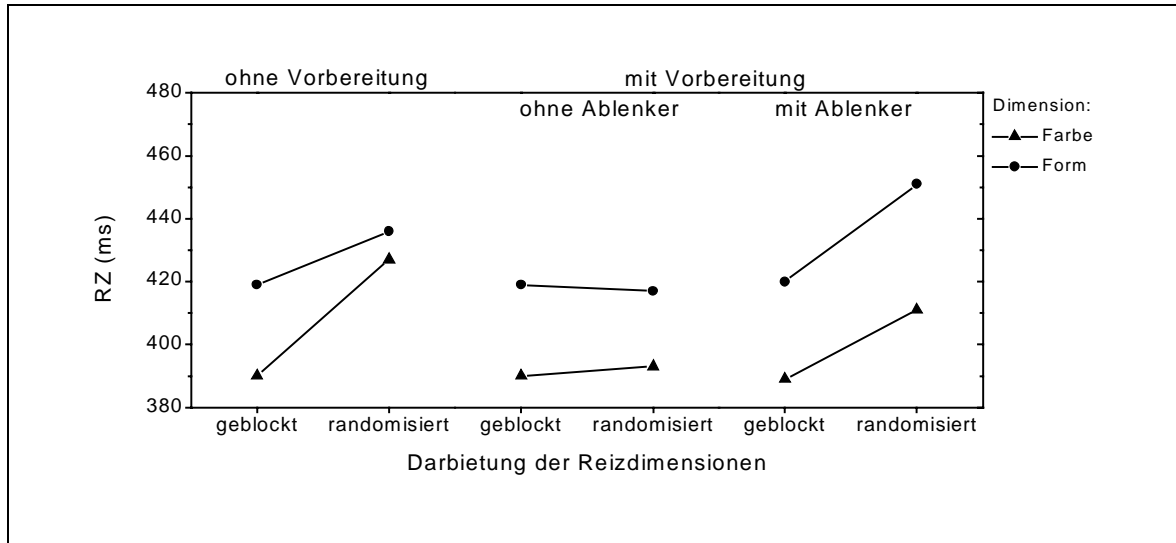 ohne Vorbereitung
mit Vorbereitung
ohne Ablenker
mit Ablenker
480
460
440
420
400
380
RZ (ms)
geblockt randomisiert geblockt randomisiert geblockt randomisiert
Darbietung der Reizdimensionen
Dimension:
Farbe
Form